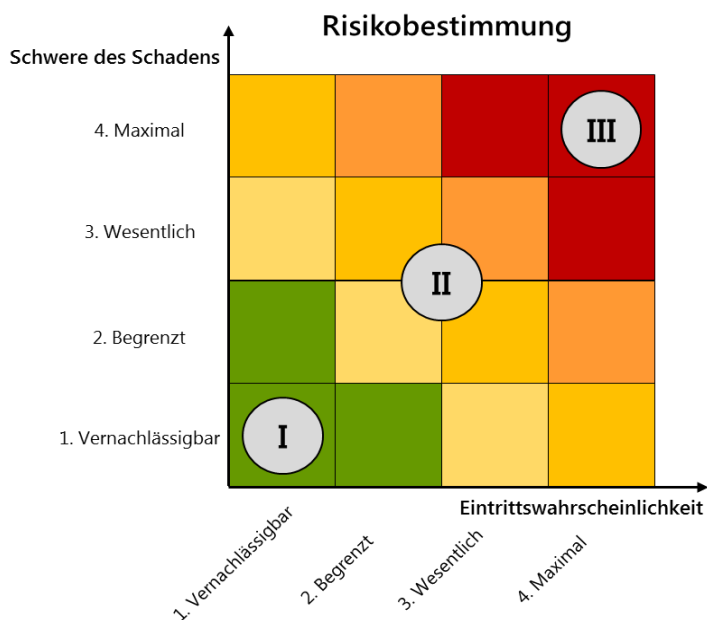 Risikobestimmung
Schwere des Schadens
4. Maximal
III
3. Wesentlich
II
2. Begrenzt
1. Vernachlässigbar
I
Eintrittswahrscheinlichkeit
1. Vernachlässigbar
2. Begrenzt
3. Wesentlich
4. Maximal